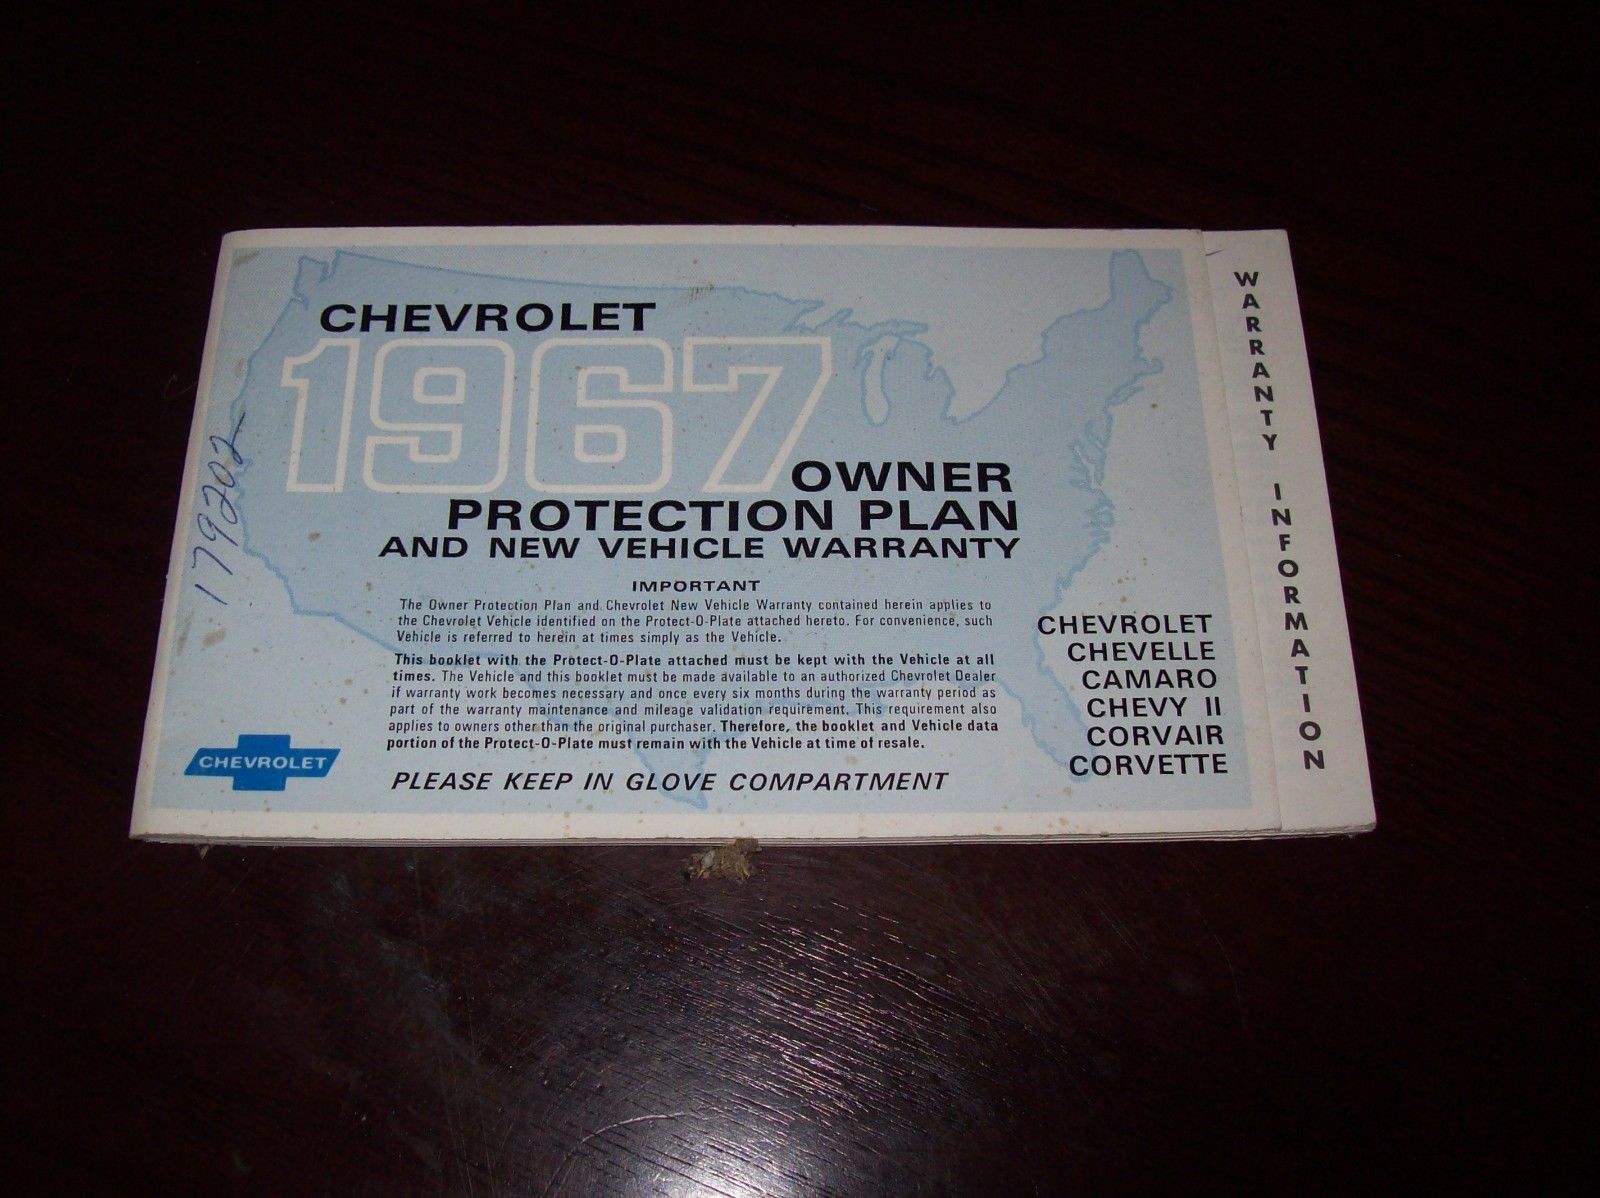 CHEVROLET
1967
OWNER
PROTECTION PLAN
AND NEW VEHICLE WARRANTY
IMPORTANT
The Owner Protection Plan and Chevrolet New Vehicle Warranty contained herein applies to
the Chevrolet Vehicle identified on the Protect-O-Plate attached hereto. For convenience, such
Vehicle is referred to herein at times simply as the Vehicle.
This booklet with the Protect-O-Plate attached must be kept with the Vehicle at all
times. The Vehicle and this booklet must be made available to an authorized Chevrolet Dealer
if warranty work becomes necessary and once every six months during the warranty period as
part of the warranty maintenance and mileage validation requirement. This requirement also
applies to owners other than the original purchaser. Therefore, the booklet and Vehicle data
portion of the Protect-O-Plate must remain with the Vehicle at time of resale.
PLEASE KEEP IN GLOVE COMPARTMENT
CHEVROLET
CHEVROLET
CHEVELLE
CAMARO
CHEVY II
CORVAIR
CORVETTE
WARRANTY INFORMATION
179202